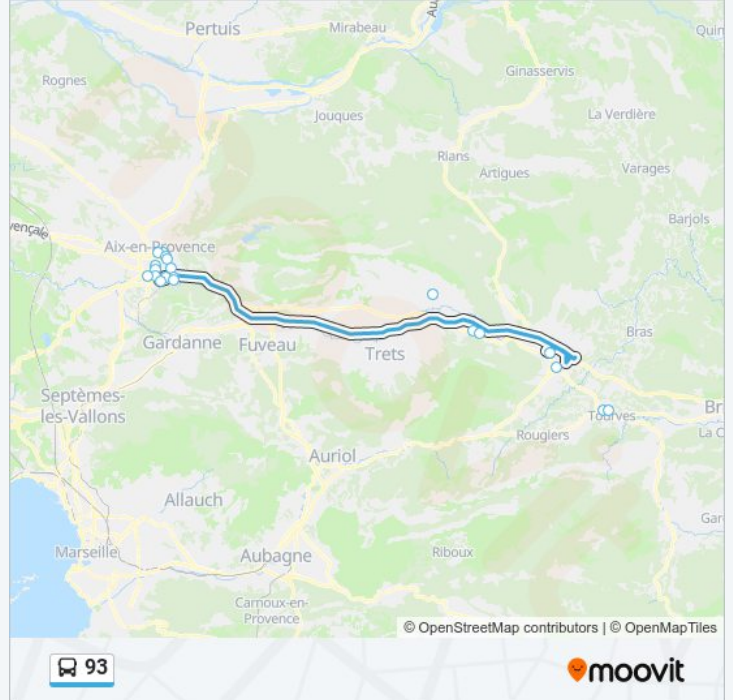 Pertuis
Mirabeau
Au
Quin
Rognes
Ginasservis
Jouques
La Verdière
Rians
Artigues
Varages
Barjols
vençale
Aix-en-Provence
Bras
Gardanne
Fuveau
Trets
Septèmes-
les-Vallons
Tourves
Br
Rougiers
La C
Auriol
Allauch
Gar
Marseille
Aubagne
Riboux
Carnoux-en-
Provence
© OpenStreetMap contributors | © OpenMapTiles
93
moovit